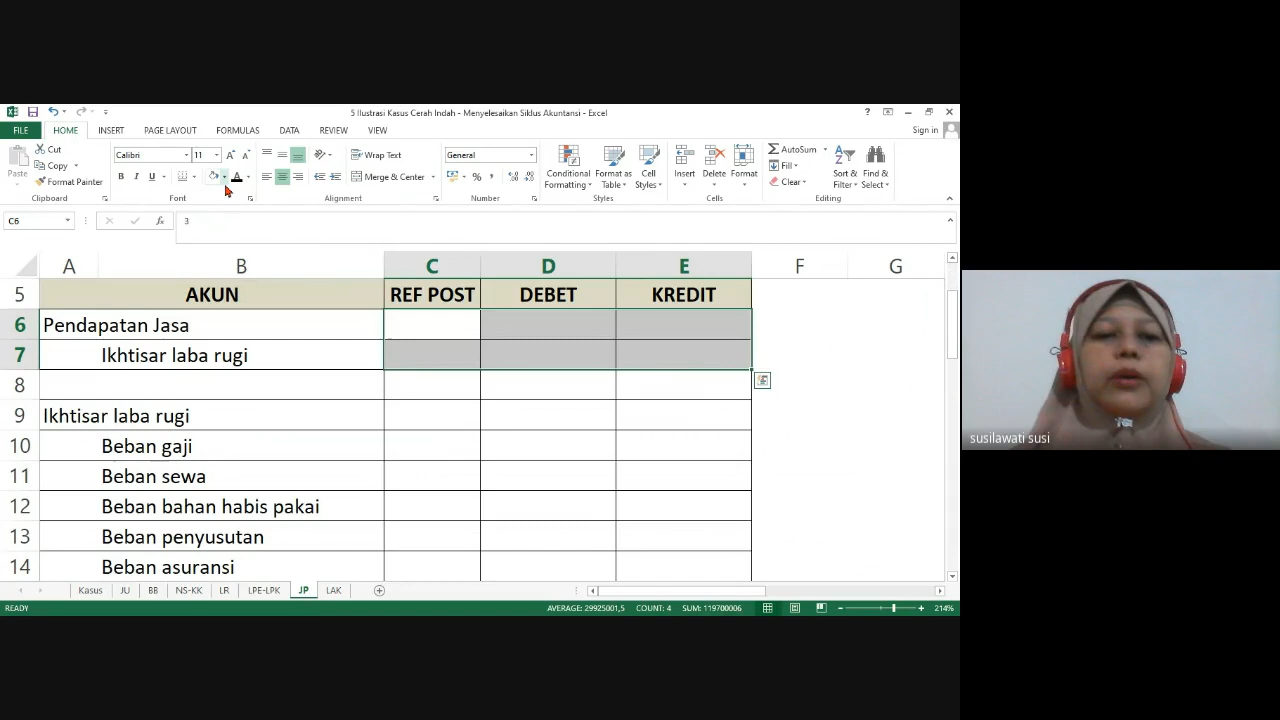 5 Ilustrasi Kasus Cerah Indah - Menyelesaikan Siklus Akuntansi - Excel
FILE HOME INSERT PAGE LAYOUT FORMULAS DATA REVIEW VIEW Sign in
Paste Cut Copy Format Painter Clipboard
Calibri 11 B I U A Font
Wrap Text Merge & Center Alignment
General % Number
Conditional Formatting Format as Table Cell Styles Styles
Insert Delete Format Cells
AutoSum Fill Clear Sort & Filter Find & Select Editing
C6 fx 3
A B C D E F G
5 AKUN REF POST DEBET KREDIT
6 Pendapatan Jasa
7 Ikhtisar laba rugi
8
9 Ikhtisar laba rugi
10 Beban gaji
11 Beban sewa
12 Beban bahan habis pakai
13 Beban penyusutan
14 Beban asuransi
Kasus JU BB NS-KK LR LPE-LPK JP LAK
READY AVERAGE: 29925001,5 COUNT: 4 SUM: 119700006 214%
susilawati susi